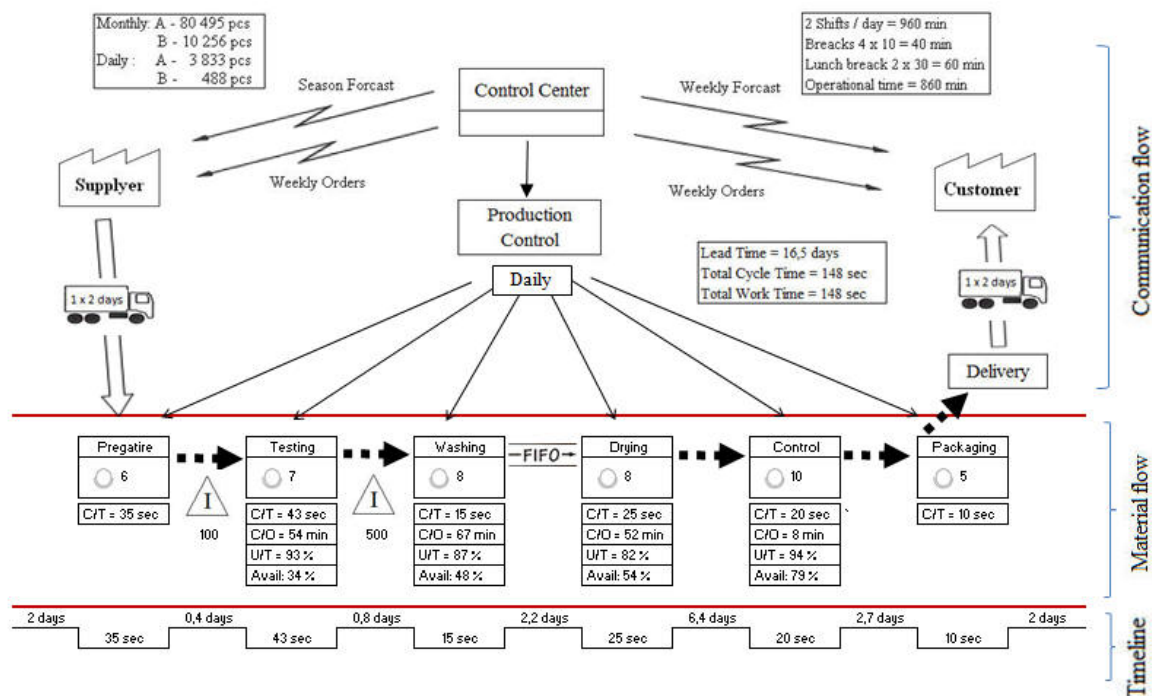 Monthly: A - 80 495 pcs
B - 10 256 pcs
Daily : A - 3 833 pcs
B - 488 pcs
2 Shifts / day = 960 min
Breacks 4 x 10 = 40 min
Lunch breack 2 x 30 = 60 min
Operational time = 860 min
Season Forcast
Control Center
Weekly Forcast
Supplyer
Weekly Orders
Weekly Orders
Customer
Production
Control
Daily
Lead Time = 16,5 days
Total Cycle Time = 148 sec
Total Work Time = 148 sec
1 x 2 days
1 x 2 days
Delivery
Communication flow
Pregatire
6
C/T = 35 sec
I
100
Testing
7
C/T = 43 sec
C/O = 54 min
U/T = 93 %
Avail: 34 %
I
500
Washing
8
C/T = 15 sec
C/O = 67 min
U/T = 87 %
Avail: 48 %
FIFO
Drying
8
C/T = 25 sec
C/O = 52 min
U/T = 82 %
Avail: 54 %
Control
10
C/T = 20 sec
C/O = 8 min
U/T = 94 %
Avail: 79 %
Packaging
5
C/T = 10 sec
Material flow
2 days 0,4 days 0,8 days 2,2 days 6,4 days 2,7 days 2 days
35 sec 43 sec 15 sec 25 sec 20 sec 10 sec
Timeline